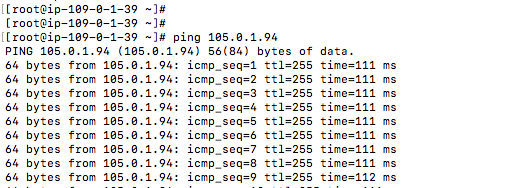 [[root@ip-109-0-1-39 ~]#
[[root@ip-109-0-1-39 ~]#
[[root@ip-109-0-1-39 ~]# ping 105.0.1.94
PING 105.0.1.94 (105.0.1.94) 56(84) bytes of data.
64 bytes from 105.0.1.94: icmp_seq=1 ttl=255 time=111 ms
64 bytes from 105.0.1.94: icmp_seq=2 ttl=255 time=111 ms
64 bytes from 105.0.1.94: icmp_seq=3 ttl=255 time=111 ms
64 bytes from 105.0.1.94: icmp_seq=4 ttl=255 time=111 ms
64 bytes from 105.0.1.94: icmp_seq=5 ttl=255 time=111 ms
64 bytes from 105.0.1.94: icmp_seq=6 ttl=255 time=111 ms
64 bytes from 105.0.1.94: icmp_seq=7 ttl=255 time=111 ms
64 bytes from 105.0.1.94: icmp_seq=8 ttl=255 time=111 ms
64 bytes from 105.0.1.94: icmp_seq=9 ttl=255 time=112 ms